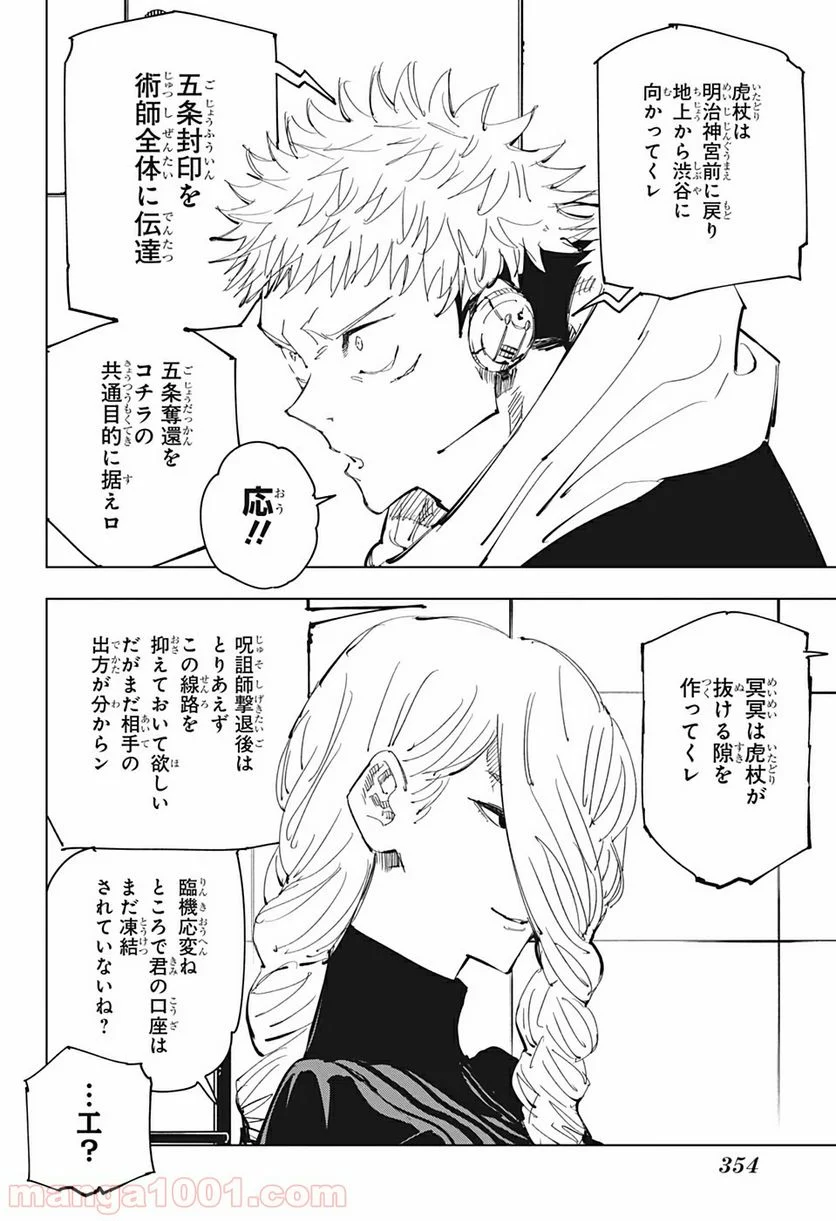 虎杖は
明治神宮前に戻り
地上から渋谷に
向かってくレ
五条封印を
術師全体に伝達
五条奪還を
コチラの
共通目的に据えロ
応!!
冥冥は虎杖が
抜ける隙を
作ってくレ
呪詛師撃退後は
とりあえず
この線路を
抑えておいて欲しい
だがまだ相手の
出方が分からン
臨機応変ね
ところで君の口座は
まだ凍結
されていないね?
…エ?
354
manga1001.com